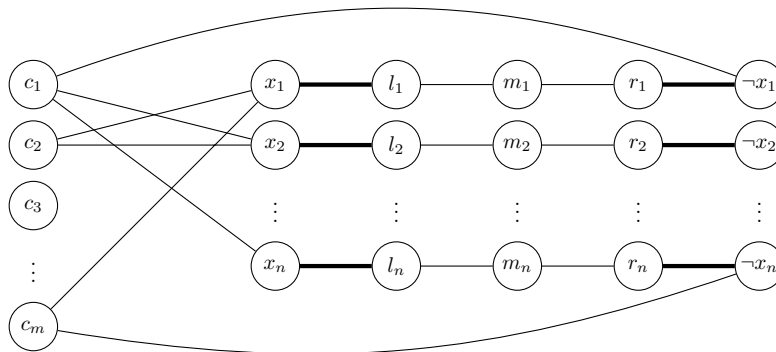 c₁ x₁ l₁ m₁ r₁ ¬x₁
c₂ x₂ l₂ m₂ r₂ ¬x₂
c₃ ⋮ ⋮ ⋮ ⋮ ⋮
⋮ xₙ lₙ mₙ rₙ ¬xₙ
cₘ